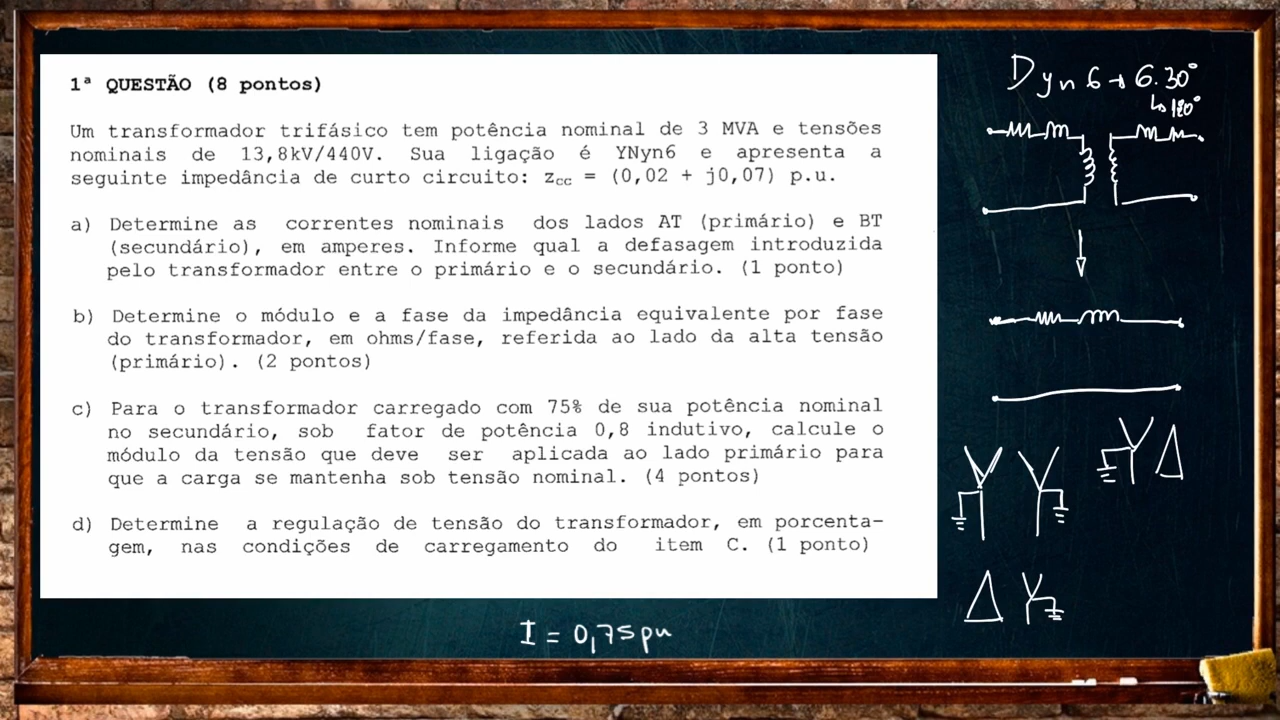 1ª QUESTÃO (8 pontos)
Um transformador trifásico tem potência nominal de 3 MVA e tensões
nominais de 13,8kV/440V. Sua ligação é YNyn6 e apresenta a
seguinte impedância de curto circuito: zcc = (0,02 + j0,07) p.u.
a) Determine as correntes nominais dos lados AT (primário) e BT
(secundário), em amperes. Informe qual a defasagem introduzida
pelo transformador entre o primário e o secundário. (1 ponto)
b) Determine o módulo e a fase da impedância equivalente por fase
do transformador, em ohms/fase, referida ao lado da alta tensão
(primário). (2 pontos)
c) Para o transformador carregado com 75% de sua potência nominal
no secundário, sob fator de potência 0,8 indutivo, calcule o
módulo da tensão que deve ser aplicada ao lado primário para
que a carga se mantenha sob tensão nominal. (4 pontos)
d) Determine a regulação de tensão do transformador, em porcenta-
gem, nas condições de carregamento do item C. (1 ponto)
I = 0,75pu
Dyn6 → 6.30°
↳ 180°
Y Δ
Y Y
Δ Y